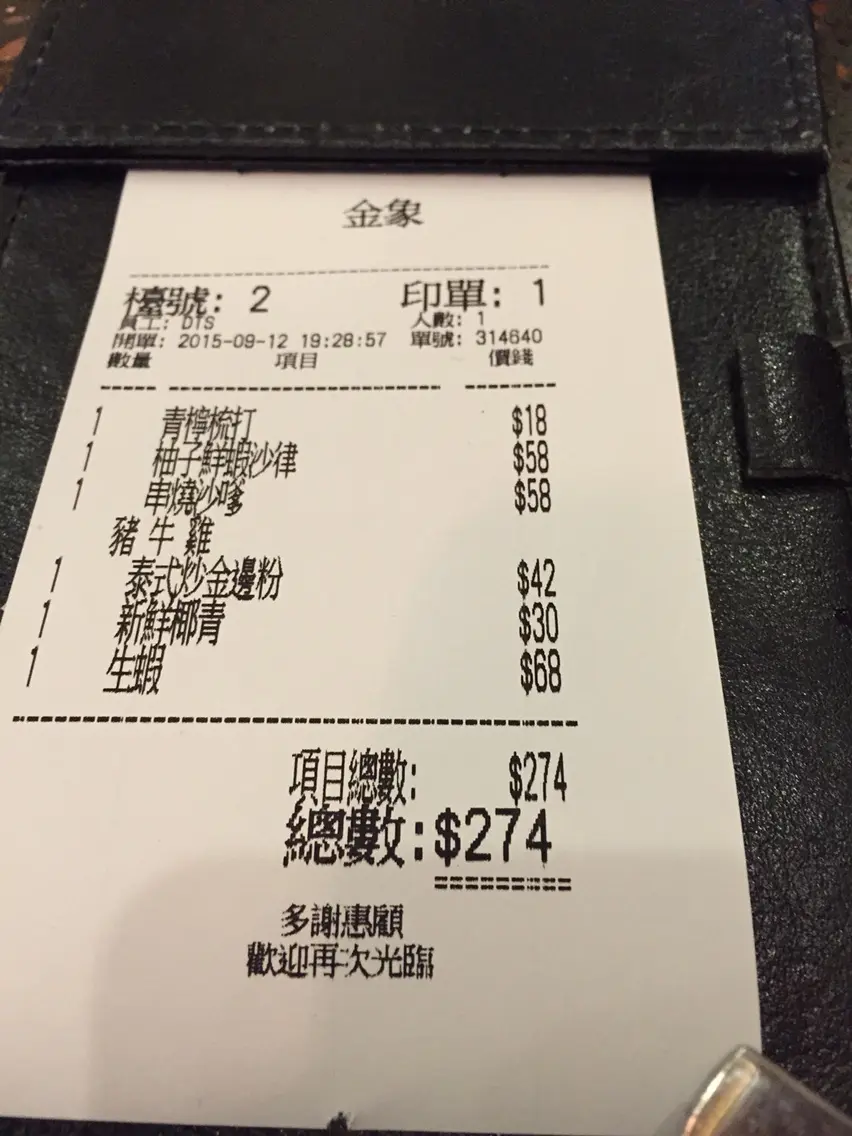 金象
檯號: 2 印單: 1
員工: DTS 人數: 1
開單: 2015-09-12 19:28:57 單號: 314640
數量 項目 價錢
1 青檸梳打 $18
1 柚子鮮蝦沙律 $58
1 串燒沙嗲 $58
豬 牛 雞
1 泰式炒金邊粉 $42
1 新鮮椰青 $30
1 生蝦 $68
項目總數: $274
總數: $274
多謝惠顧
歡迎再次光臨